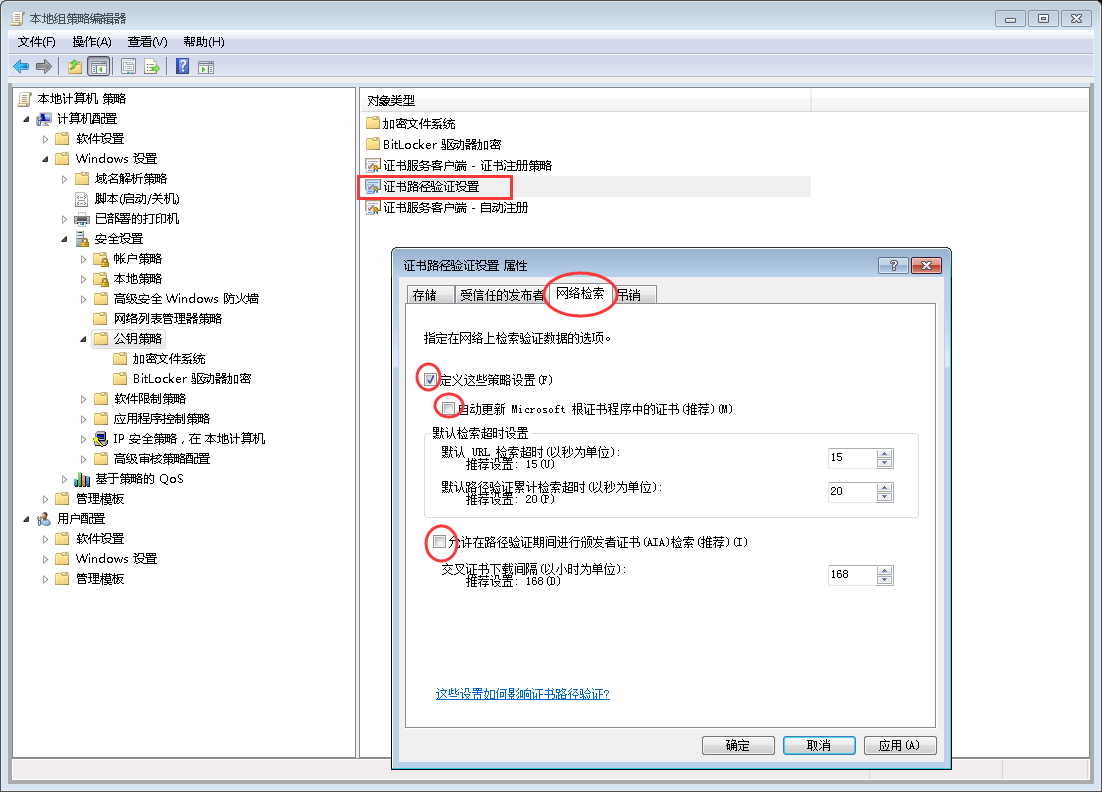 本地组策略编辑器
文件(F) 操作(A) 查看(V) 帮助(H)
本地计算机 策略
计算机配置
软件设置
Windows 设置
域名解析策略
脚本(启动/关机)
已部署的打印机
安全设置
帐户策略
本地策略
高级安全 Windows 防火墙
网络列表管理器策略
公钥策略
加密文件系统
BitLocker 驱动器加密
软件限制策略
应用程序控制策略
IP 安全策略，在 本地计算机
高级审核策略配置
基于策略的 QoS
管理模板
用户配置
软件设置
Windows 设置
管理模板
对象类型
加密文件系统
BitLocker 驱动器加密
证书服务客户端 - 证书注册策略
证书路径验证设置
证书服务客户端 - 自动注册
证书路径验证设置 属性
存储 受信任的发布者 网络检索 吊销
指定在网络上检索验证数据的选项。
定义这些策略设置(F)
自动更新 Microsoft 根证书程序中的证书(推荐)(M)
默认检索超时设置
默认 URL 检索超时(以秒为单位): 15
推荐设置: 15(U)
默认路径验证累计检索超时(以秒为单位): 20
推荐设置: 20(P)
允许在路径验证期间进行颁发者证书(AIA)检索(推荐)(I)
交叉证书下载间隔(以小时为单位): 168
推荐设置: 168(D)
这些设置如何影响证书路径验证?
确定 取消 应用(A)